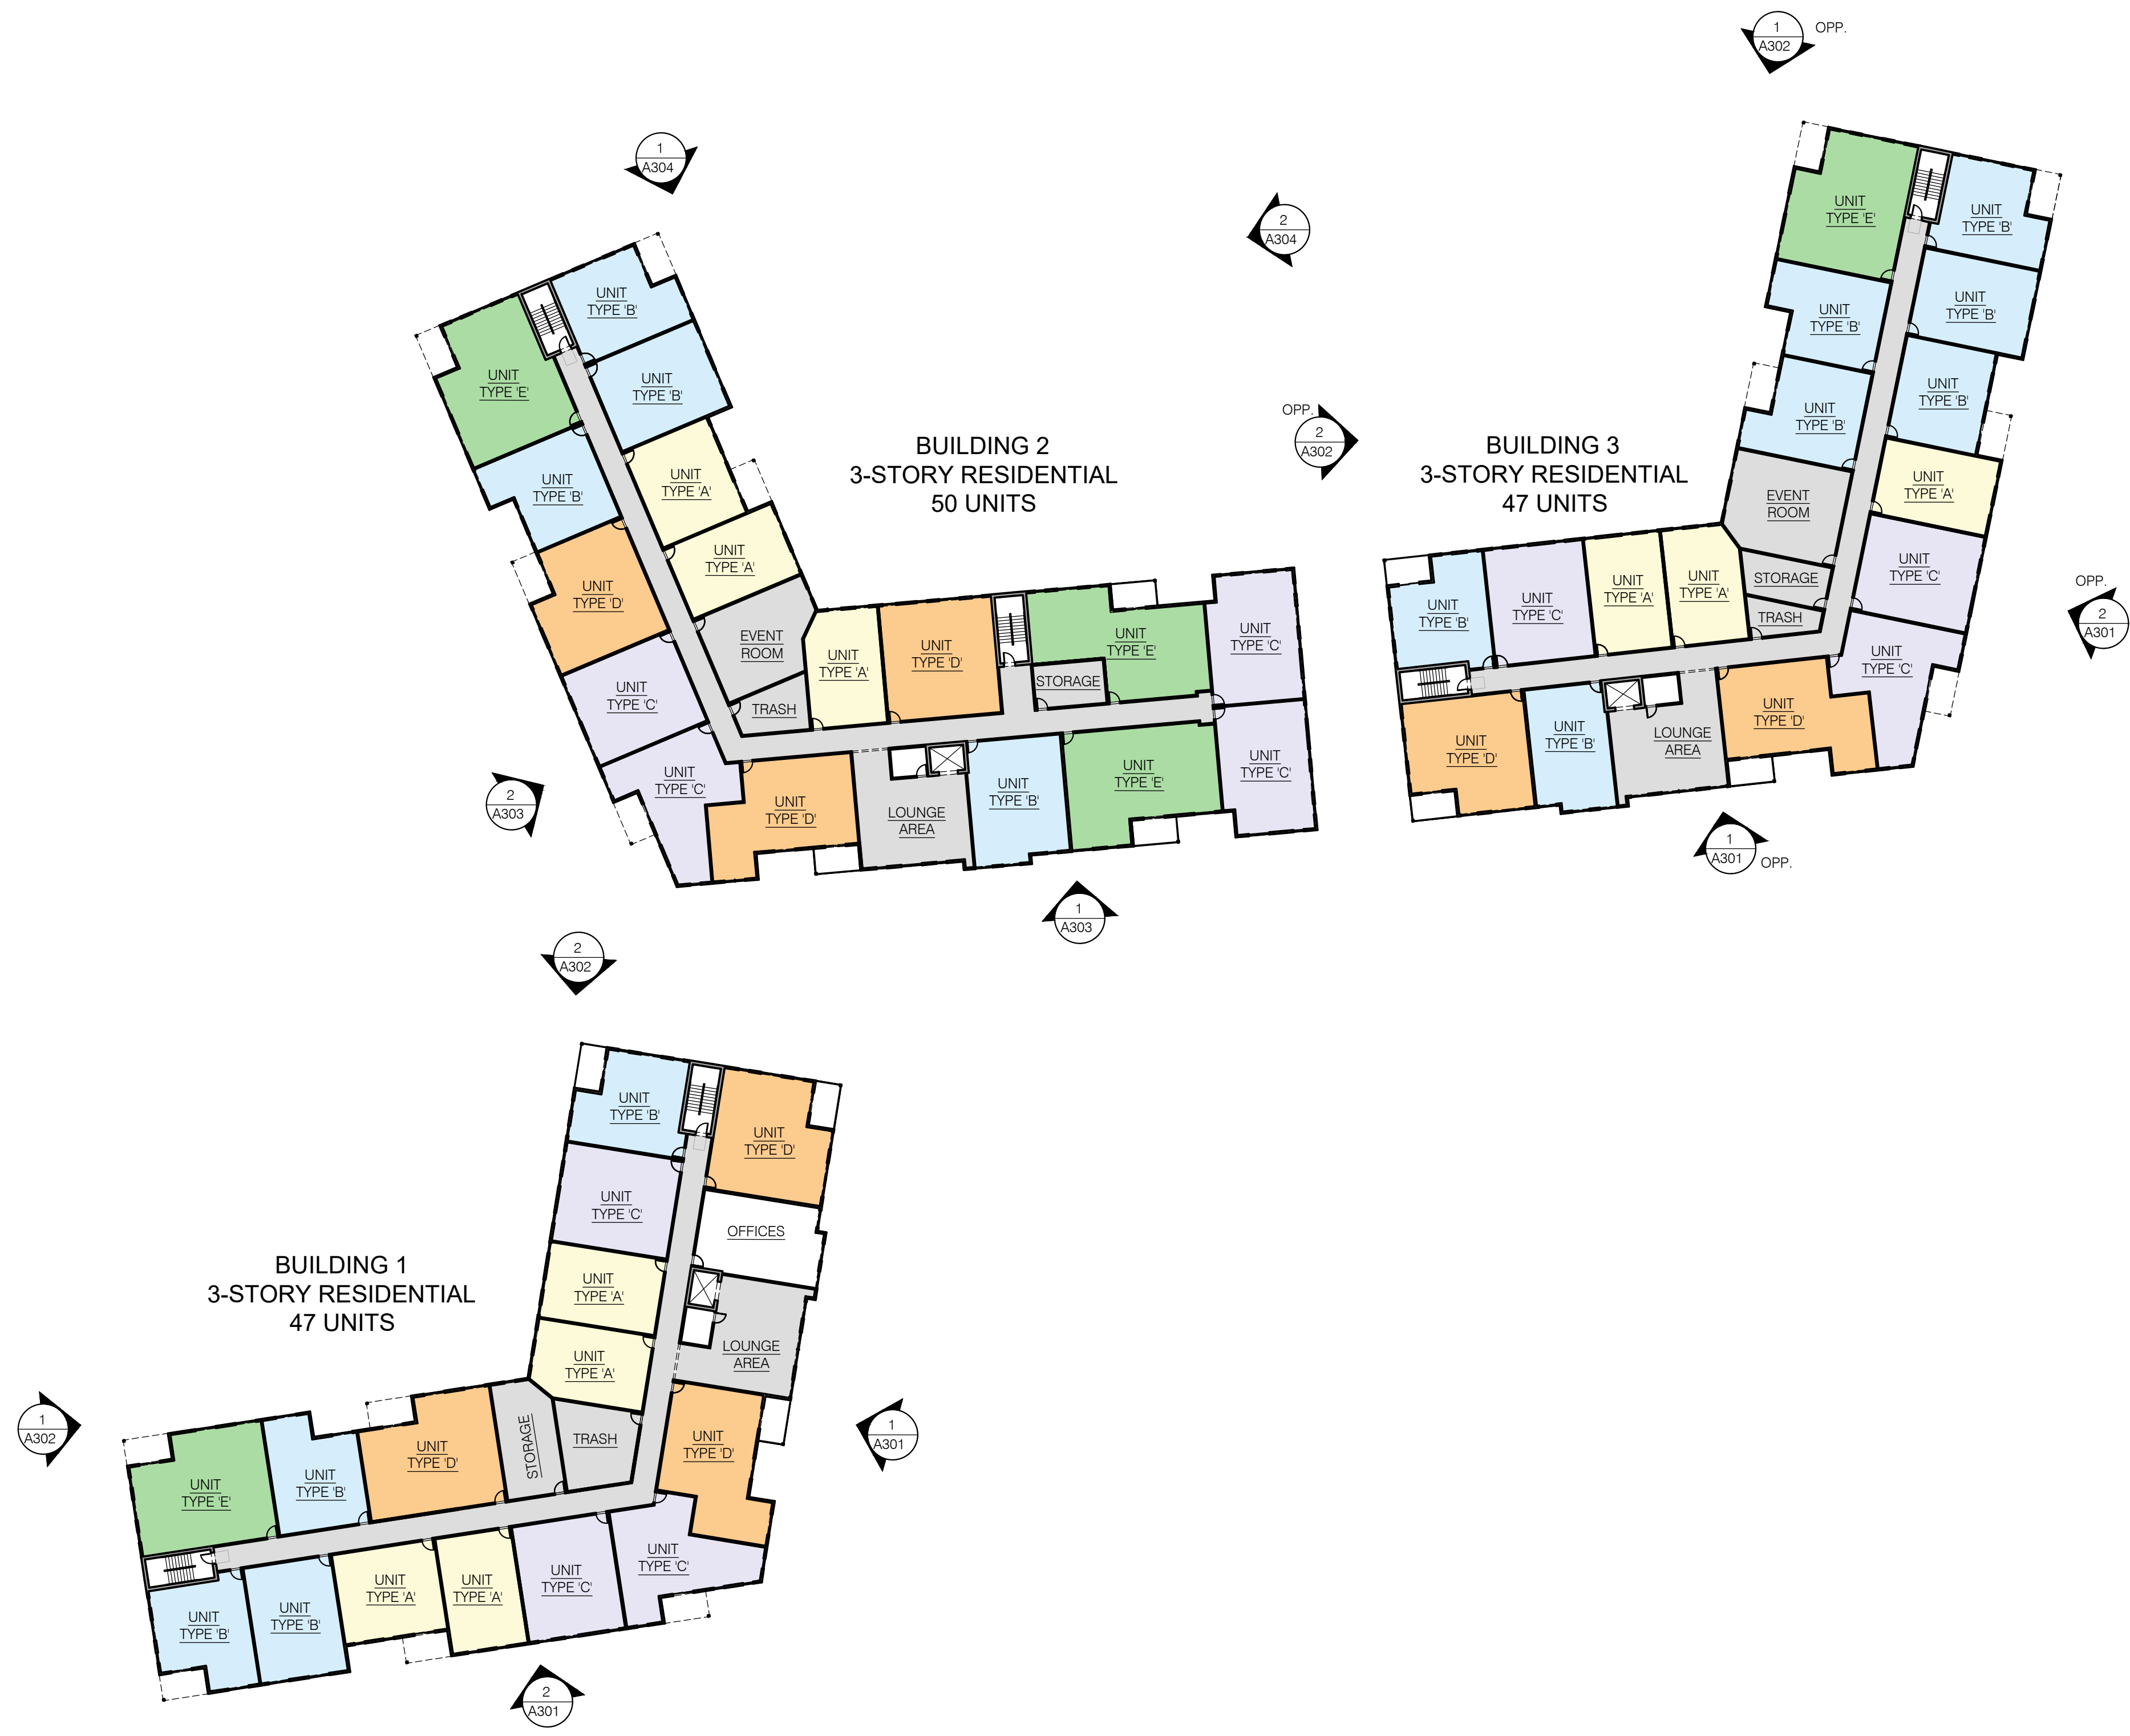 1
A302
OPP.
1
A304
2
A304
UNIT
TYPE 'E'
UNIT
TYPE 'B'
UNIT
TYPE 'B'
UNIT
TYPE 'B'
UNIT
TYPE 'B'
UNIT
TYPE 'B'
UNIT
TYPE 'A'
EVENT
ROOM
STORAGE
TRASH
UNIT
TYPE 'C'
UNIT
TYPE 'C'
UNIT
TYPE 'B'
UNIT
TYPE 'C'
UNIT
TYPE 'A'
UNIT
TYPE 'A'
UNIT
TYPE 'D'
UNIT
TYPE 'B'
LOUNGE
AREA
UNIT
TYPE 'D'
BUILDING 3
3-STORY RESIDENTIAL
47 UNITS
OPP.
2
A302
OPP.
2
A301
1
A301
OPP.
BUILDING 2
3-STORY RESIDENTIAL
50 UNITS
UNIT
TYPE 'B'
UNIT
TYPE 'E'
UNIT
TYPE 'B'
UNIT
TYPE 'B'
UNIT
TYPE 'A'
UNIT
TYPE 'A'
UNIT
TYPE 'D'
EVENT
ROOM
TRASH
UNIT
TYPE 'C'
UNIT
TYPE 'C'
UNIT
TYPE 'A'
UNIT
TYPE 'D'
UNIT
TYPE 'E'
STORAGE
UNIT
TYPE 'C'
UNIT
TYPE 'D'
LOUNGE
AREA
UNIT
TYPE 'B'
UNIT
TYPE 'E'
UNIT
TYPE 'C'
2
A303
1
A303
2
A302
BUILDING 1
3-STORY RESIDENTIAL
47 UNITS
UNIT
TYPE 'B'
UNIT
TYPE 'D'
UNIT
TYPE 'C'
OFFICES
UNIT
TYPE 'A'
UNIT
TYPE 'A'
LOUNGE
AREA
UNIT
TYPE 'D'
TRASH
STORAGE
UNIT
TYPE 'D'
UNIT
TYPE 'B'
UNIT
TYPE 'E'
UNIT
TYPE 'B'
UNIT
TYPE 'B'
UNIT
TYPE 'A'
UNIT
TYPE 'A'
UNIT
TYPE 'C'
UNIT
TYPE 'C'
1
A302
1
A301
2
A301